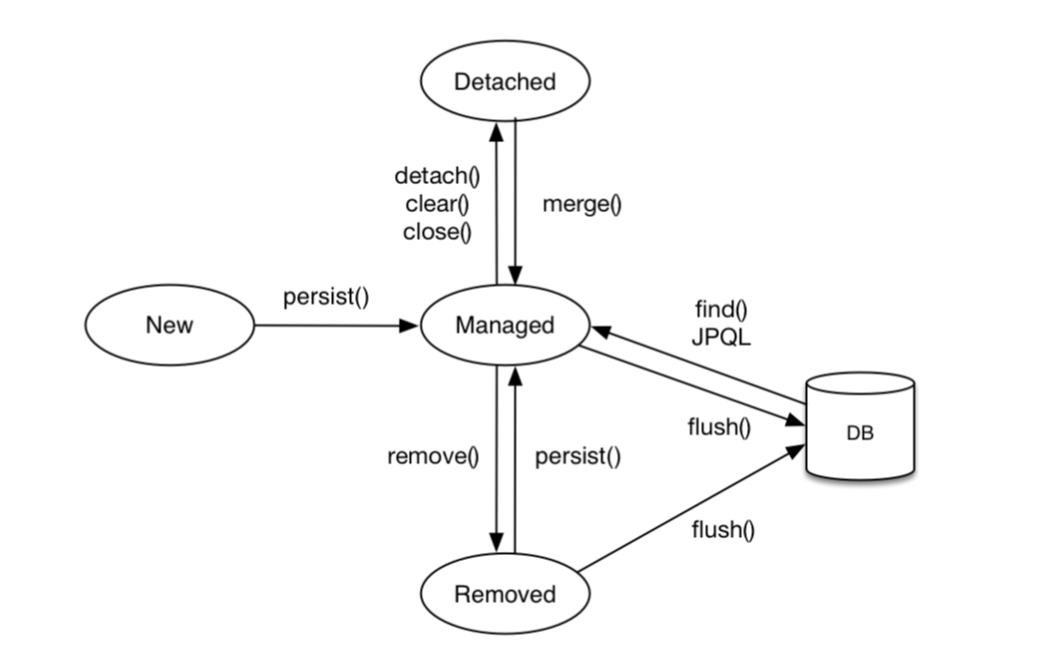 Detached
detach()
clear()
close()
merge()
New
persist()
Managed
find()
JPQL
flush()
DB
remove()
persist()
flush()
Removed